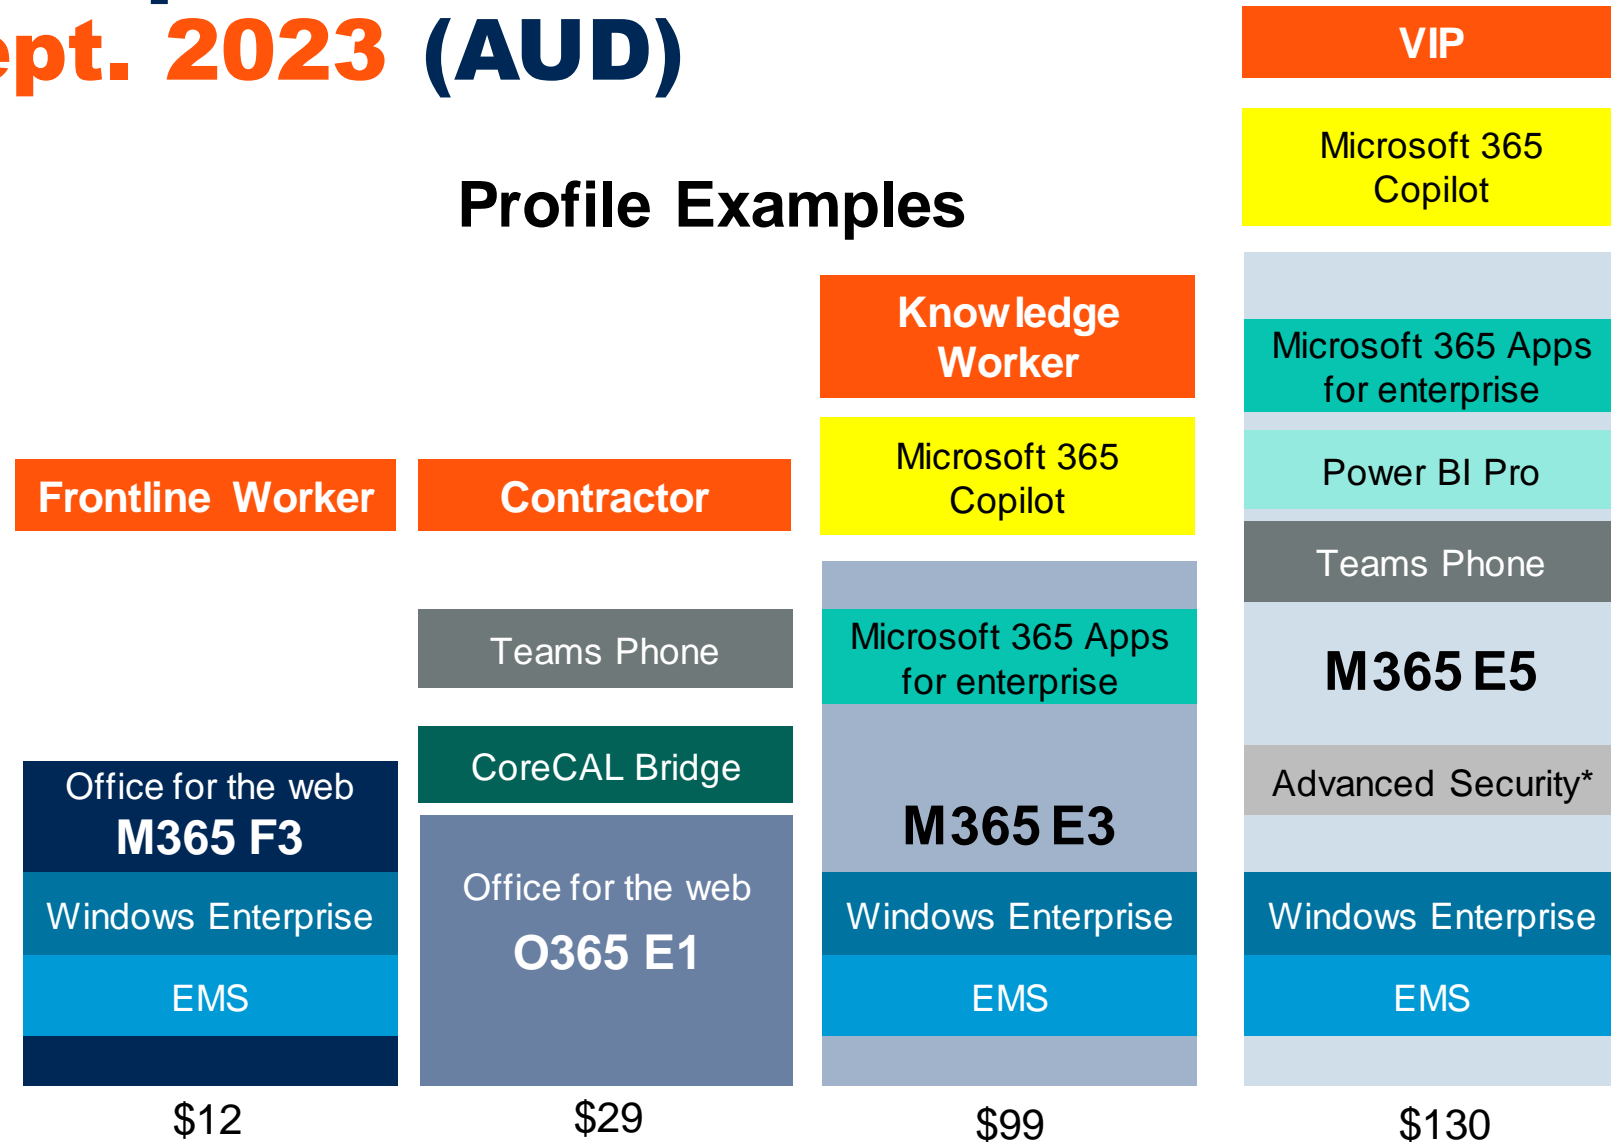 ept. 2023 (AUD)
Profile Examples
Frontline Worker
Office for the web
M365 F3
Windows Enterprise
EMS
$12
Contractor
Teams Phone
CoreCAL Bridge
Office for the web
O365 E1
$29
Knowledge
Worker
Microsoft 365
Copilot
Microsoft 365 Apps
for enterprise
M365 E3
Windows Enterprise
EMS
$99
VIP
Microsoft 365
Copilot
Microsoft 365 Apps
for enterprise
Power BI Pro
Teams Phone
M365 E5
Advanced Security*
Windows Enterprise
EMS
$130